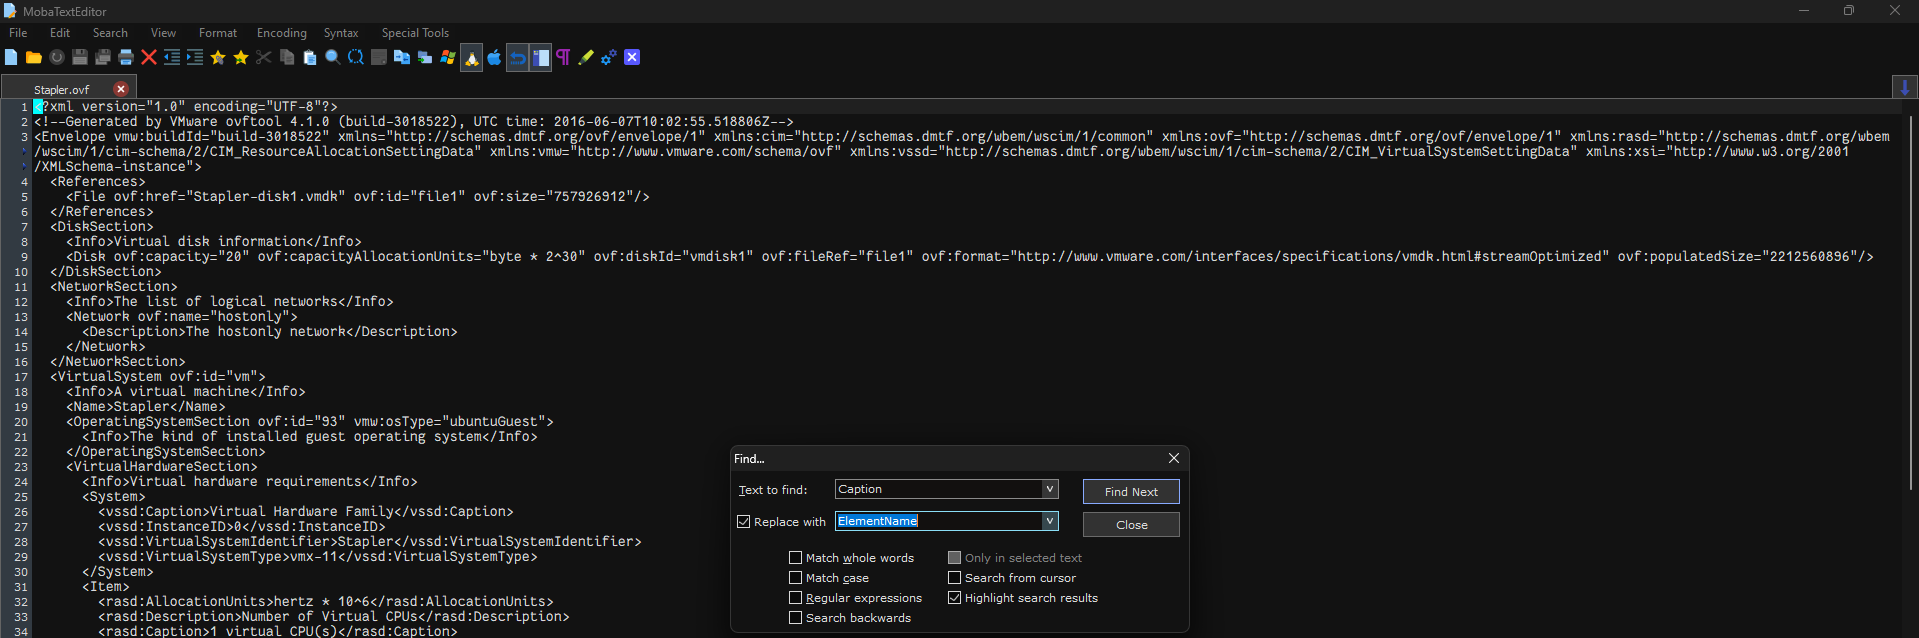 MobaTextEditor
File Edit Search View Format Encoding Syntax Special Tools
Stapler.ovf
1 <?xml version="1.0" encoding="UTF-8"?>
2 <!--Generated by VMware ovftool 4.1.0 (build-3018522), UTC time: 2016-06-07T10:02:55.518806Z-->
3 <Envelope vmw:buildId="build-3018522" xmlns="http://schemas.dmtf.org/ovf/envelope/1" xmlns:cim="http://schemas.dmtf.org/wbem/wscim/1/common" xmlns:ovf="http://schemas.dmtf.org/ovf/envelope/1" xmlns:rasd="http://schemas.dmtf.org/wbem
/wscim/1/cim-schema/2/CIM_ResourceAllocationSettingData" xmlns:vmw="http://www.vmware.com/schema/ovf" xmlns:vssd="http://schemas.dmtf.org/wbem/wscim/1/cim-schema/2/CIM_VirtualSystemSettingData" xmlns:xsi="http://www.w3.org/2001
/XMLSchema-instance">
4 <References>
5 <File ovf:href="Stapler-disk1.vmdk" ovf:id="file1" ovf:size="757926912"/>
6 </References>
7 <DiskSection>
8 <Info>Virtual disk information</Info>
9 <Disk ovf:capacity="20" ovf:capacityAllocationUnits="byte * 2^30" ovf:diskId="vmdisk1" ovf:fileRef="file1" ovf:format="http://www.vmware.com/interfaces/specifications/vmdk.html#streamOptimized" ovf:populatedSize="2212560896"/>
10 </DiskSection>
11 <NetworkSection>
12 <Info>The list of logical networks</Info>
13 <Network ovf:name="hostonly">
14 <Description>The hostonly network</Description>
15 </Network>
16 </NetworkSection>
17 <VirtualSystem ovf:id="vm">
18 <Info>A virtual machine</Info>
19 <Name>Stapler</Name>
20 <OperatingSystemSection ovf:id="93" vmw:osType="ubuntuGuest">
21 <Info>The kind of installed guest operating system</Info>
22 </OperatingSystemSection>
23 <VirtualHardwareSection>
24 <Info>Virtual hardware requirements</Info>
25 <System>
26 <vssd:Caption>Virtual Hardware Family</vssd:Caption>
27 <vssd:InstanceID>0</vssd:InstanceID>
28 <vssd:VirtualSystemIdentifier>Stapler</vssd:VirtualSystemIdentifier>
29 <vssd:VirtualSystemType>vmx-11</vssd:VirtualSystemType>
30 </System>
31 <Item>
32 <rasd:AllocationUnits>hertz * 10^6</rasd:AllocationUnits>
33 <rasd:Description>Number of Virtual CPUs</rasd:Description>
34 <rasd:Caption>1 virtual CPU(s)</rasd:Caption>
Find...
Text to find: Caption Find Next
Replace with ElementName Close
Match whole words Only in selected text
Match case Search from cursor
Regular expressions Highlight search results
Search backwards